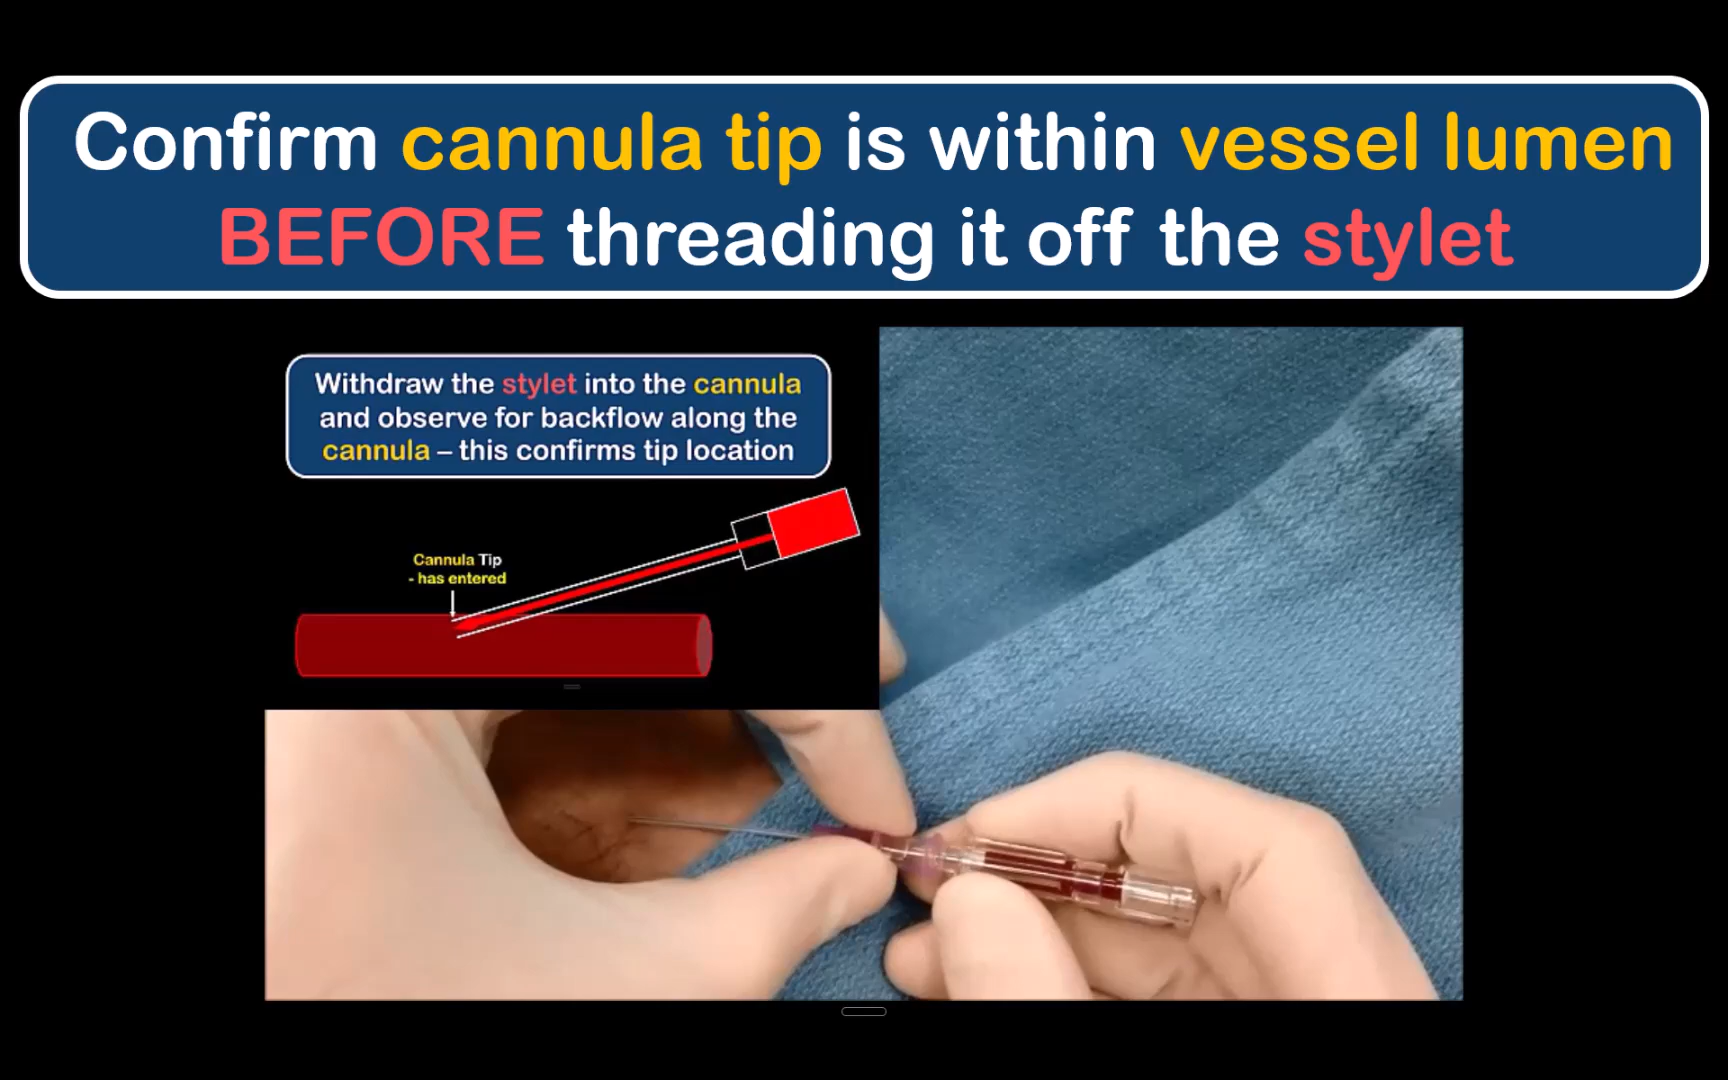 Confirm cannula tip is within vessel lumen
BEFORE threading it off the stylet
Withdraw the stylet into the cannula
and observe for backflow along the
cannula – this confirms tip location
Cannula Tip
- has entered